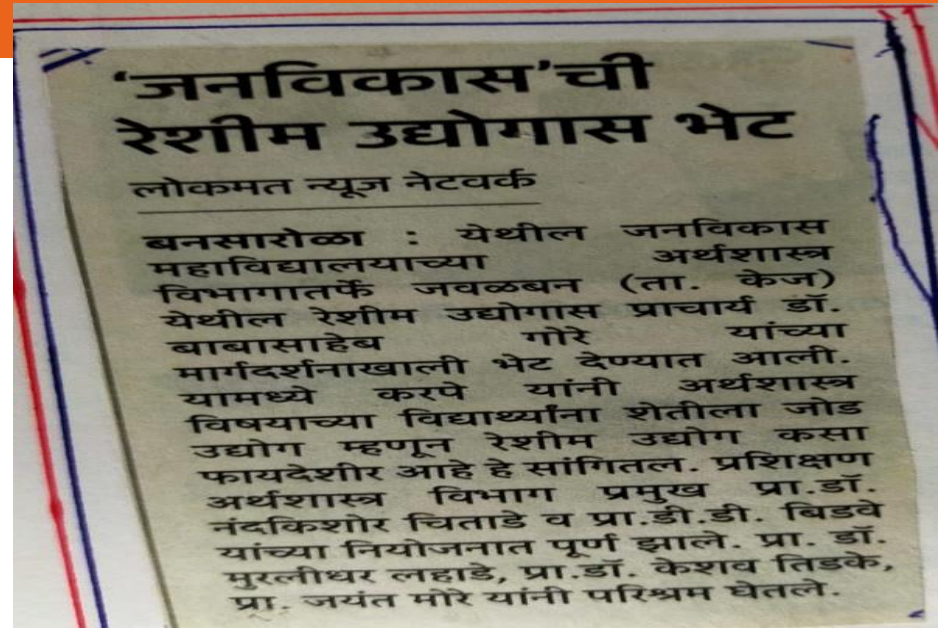 ‘जनविकास’ची
रेशीम उद्योगास भेट
लोकमत न्यूज नेटवर्क
बनसारोळा : येथील जनविकास
महाविद्यालयाच्या अर्थशास्त्र
विभागातर्फे जवळबन (ता. केज)
येथील रेशीम उद्योगास प्राचार्य डॉ.
बाबासाहेब गोरे यांच्या
मार्गदर्शनाखाली भेट देण्यात आली.
यामध्ये करपे यांनी अर्थशास्त्र
विषयाच्या विद्यार्थ्यांना शेतीला जोड
उद्योग म्हणून रेशीम उद्योग कसा
फायदेशीर आहे हे सांगितल. प्रशिक्षण
अर्थशास्त्र विभाग प्रमुख प्रा.डॉ.
नंदकिशोर चिताडे व प्रा.डी.डी. बिडवे
यांच्या नियोजनात पूर्ण झाले. प्रा. डॉ.
मुरलीधर लहाडे, प्रा.डॉ. केशव तिडके,
प्रा. जयंत मोरे यांनी परिश्रम घेतले.